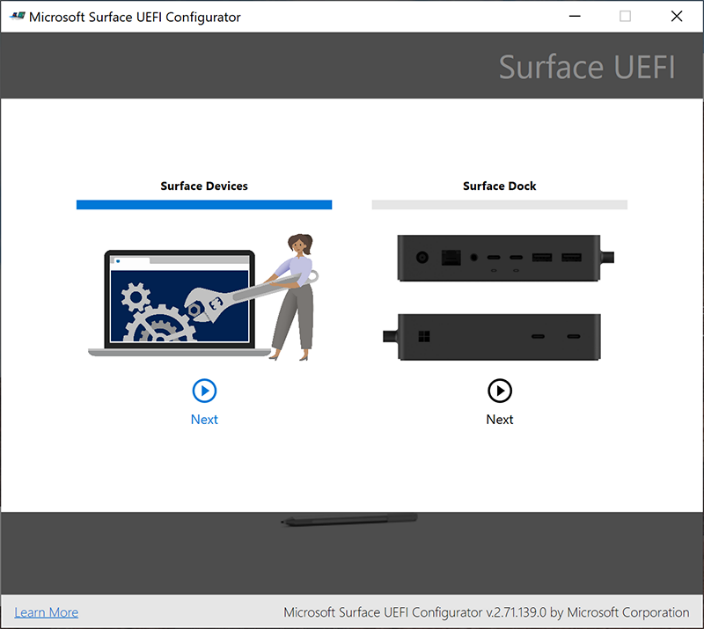 Microsoft Surface UEFI Configurator
Surface UEFI
Surface Devices
Surface Dock
Next
Next
Learn More
Microsoft Surface UEFI Configurator v.2.71.139.0 by Microsoft Corporation